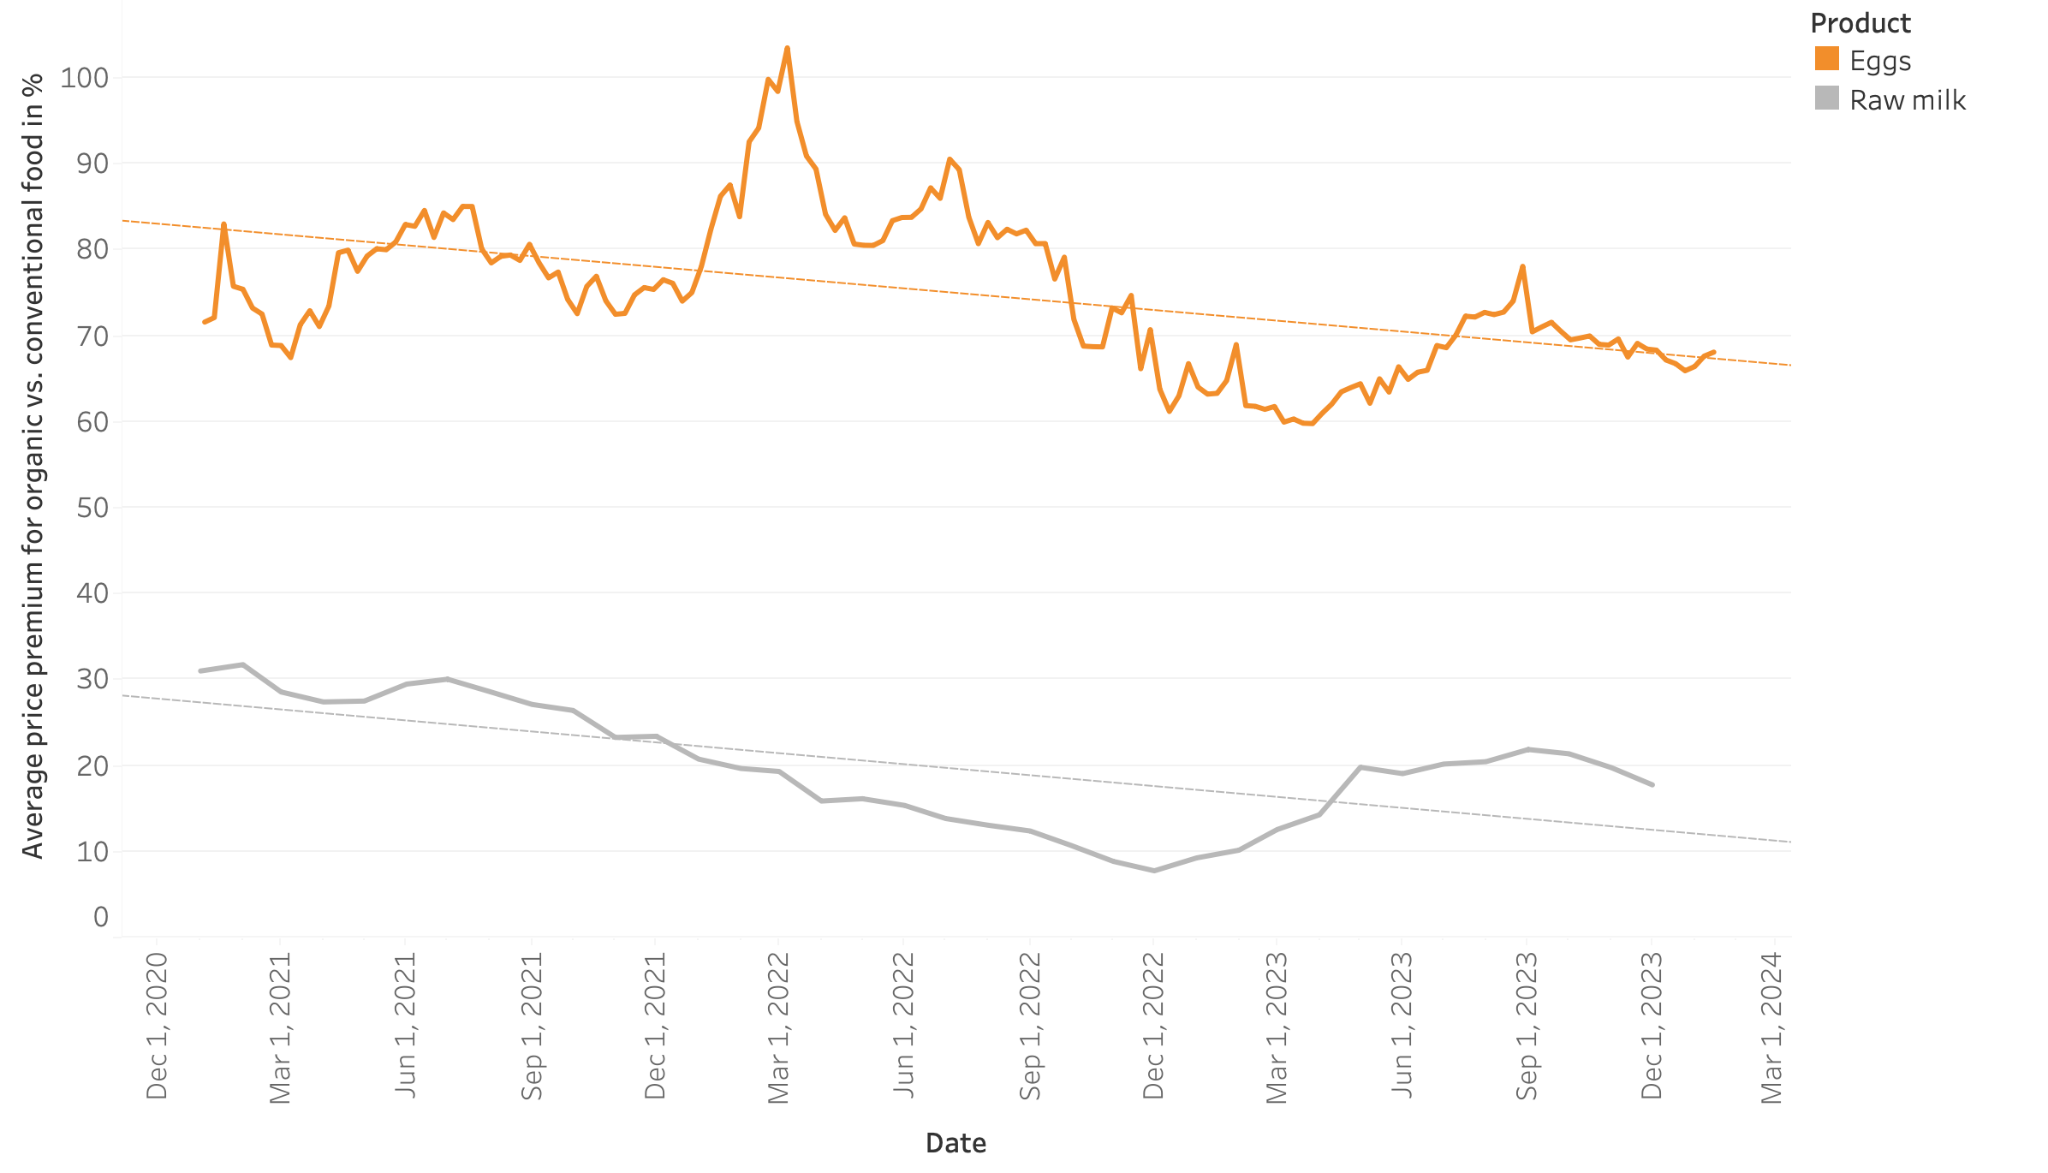 Product
Eggs
Raw milk
Average price premium for organic vs. conventional food in %
100
90
80
70
60
50
40
30
20
10
0
Dec 1, 2020
Mar 1, 2021
Jun 1, 2021
Sep 1, 2021
Dec 1, 2021
Mar 1, 2022
Jun 1, 2022
Sep 1, 2022
Dec 1, 2022
Mar 1, 2023
Jun 1, 2023
Sep 1, 2023
Dec 1, 2023
Mar 1, 2024
Date